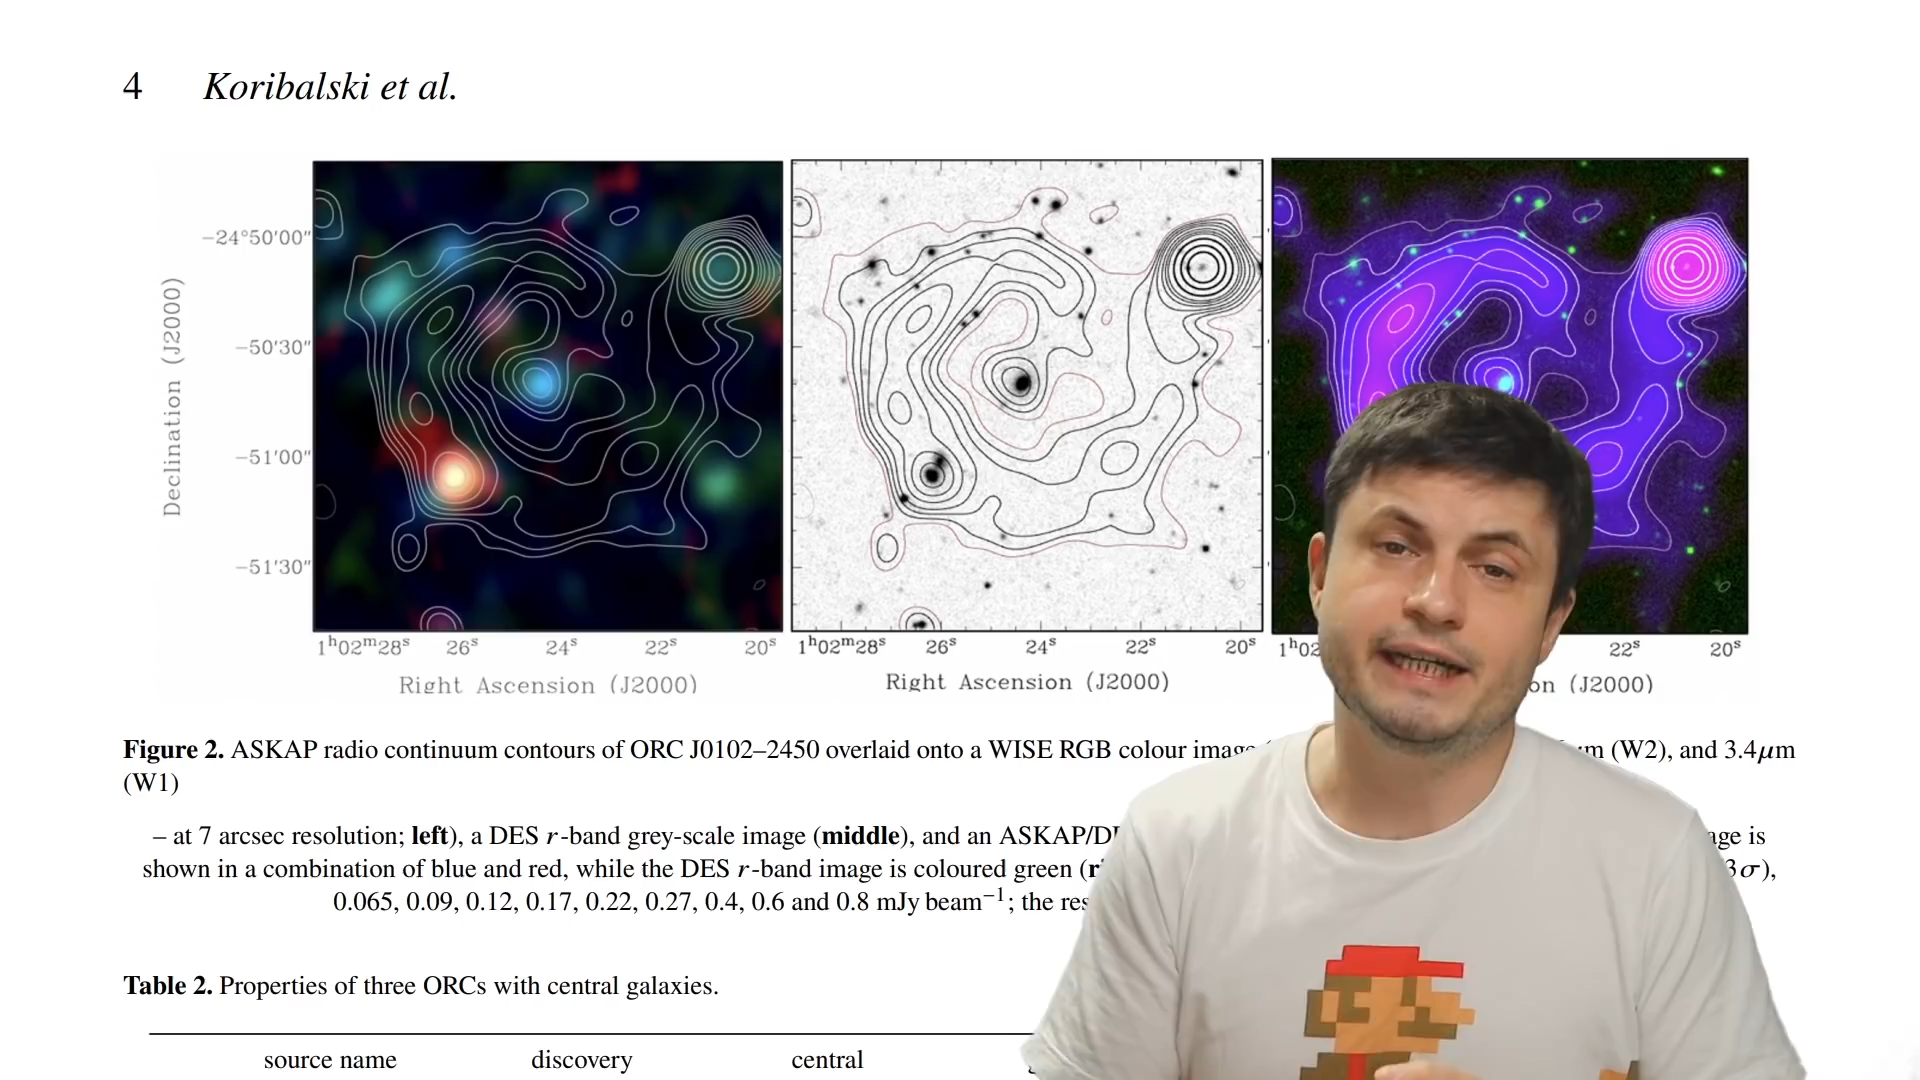 4 Koribalski et al.
Declination (J2000)
−24°50′00″
−50′30″
−51′00″
−51′30″
1ʰ02ᵐ28ˢ 26ˢ 24ˢ 22ˢ 20ˢ 1ʰ02ᵐ28ˢ 26ˢ 24ˢ 22ˢ 20ˢ 1ʰ02 22ˢ 20ˢ
Right Ascension (J2000) Right Ascension (J2000) on (J2000)
Figure 2. ASKAP radio continuum contours of ORC J0102–2450 overlaid onto a WISE RGB colour image m (W2), and 3.4μm
(W1)
– at 7 arcsec resolution; left), a DES r-band grey-scale image (middle), and an ASKAP/D age is
shown in a combination of blue and red, while the DES r-band image is coloured green ( 3σ),
0.065, 0.09, 0.12, 0.17, 0.22, 0.27, 0.4, 0.6 and 0.8 mJy beam⁻¹; the res
Table 2. Properties of three ORCs with central galaxies.
source name discovery central